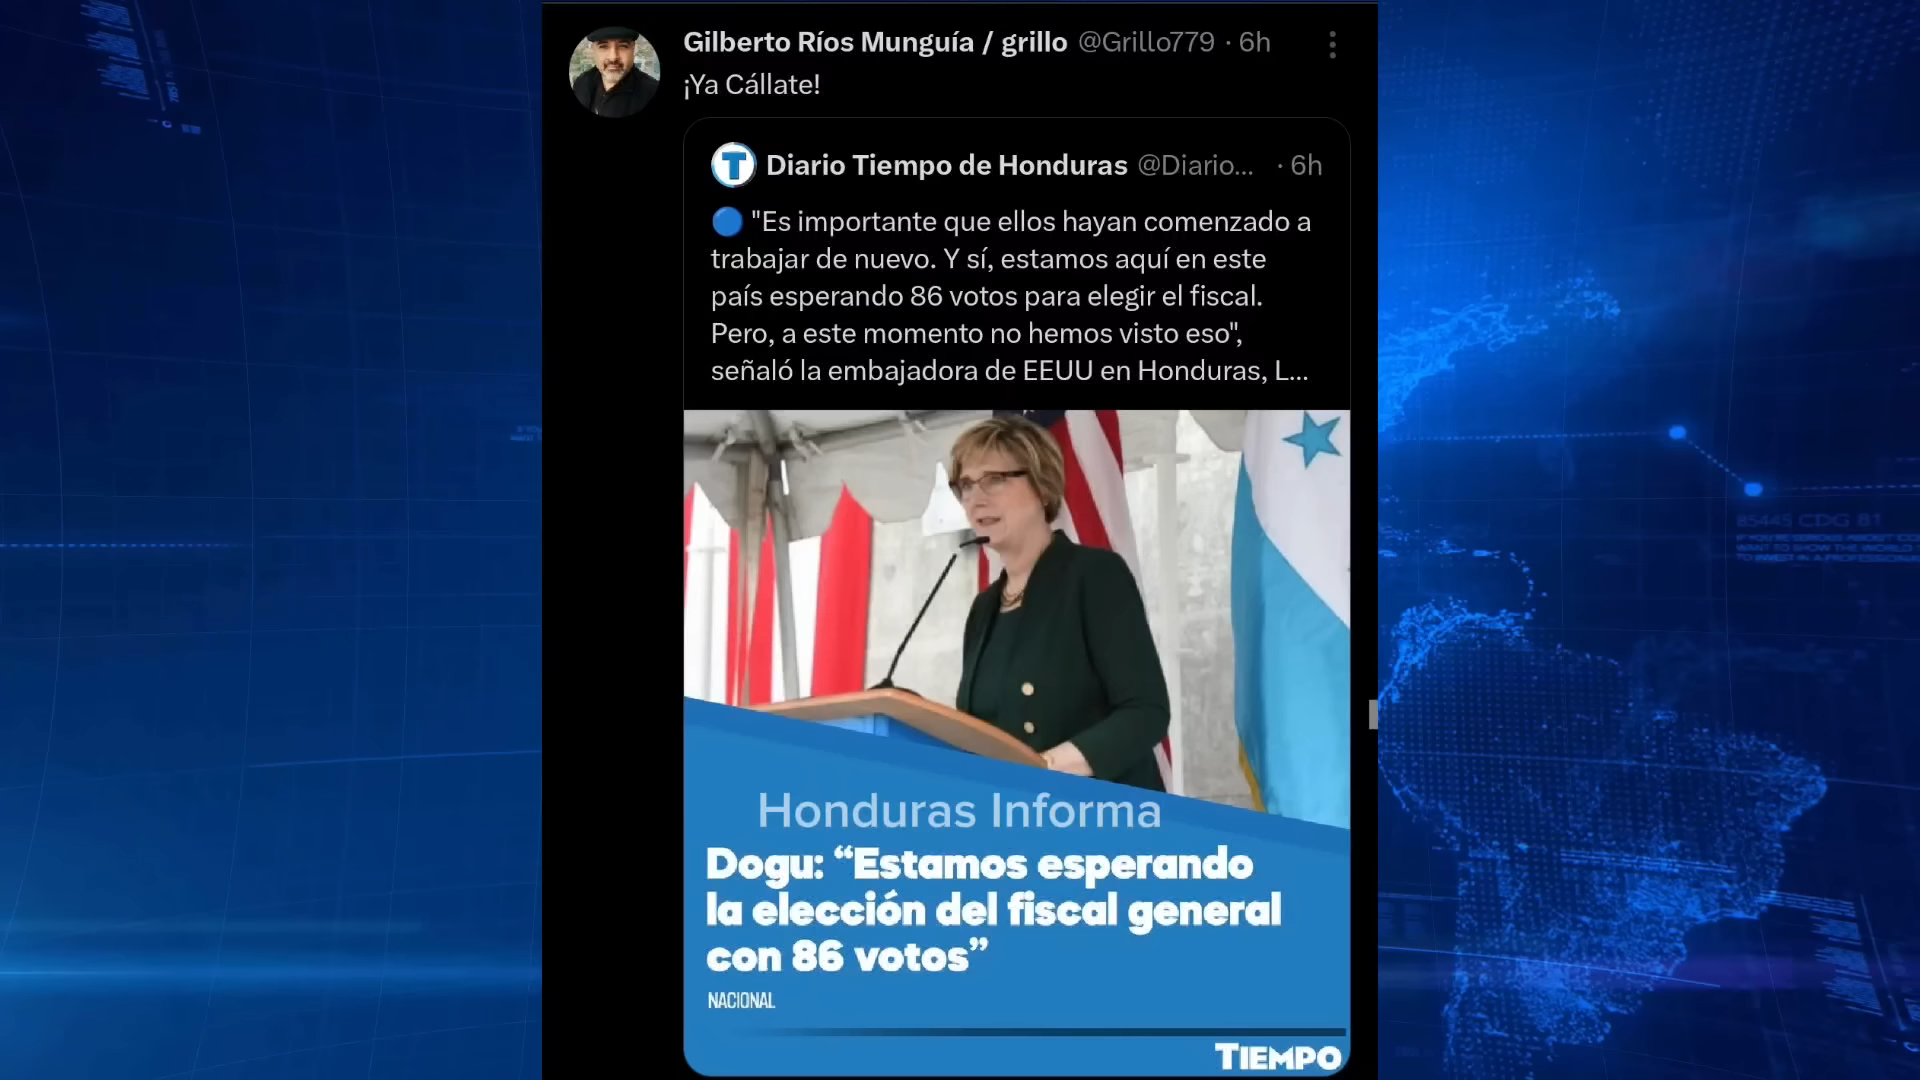 Gilberto Ríos Munguía / grillo @Grillo779 · 6h
¡Ya Cállate!
T Diario Tiempo de Honduras @Diario... · 6h
"Es importante que ellos hayan comenzado a
trabajar de nuevo. Y sí, estamos aquí en este
país esperando 86 votos para elegir el fiscal.
Pero, a este momento no hemos visto eso",
señaló la embajadora de EEUU en Honduras, L...
Honduras Informa
Dogu: “Estamos esperando
la elección del fiscal general
con 86 votos”
NACIONAL
TIEMPO
85445 CDG 81